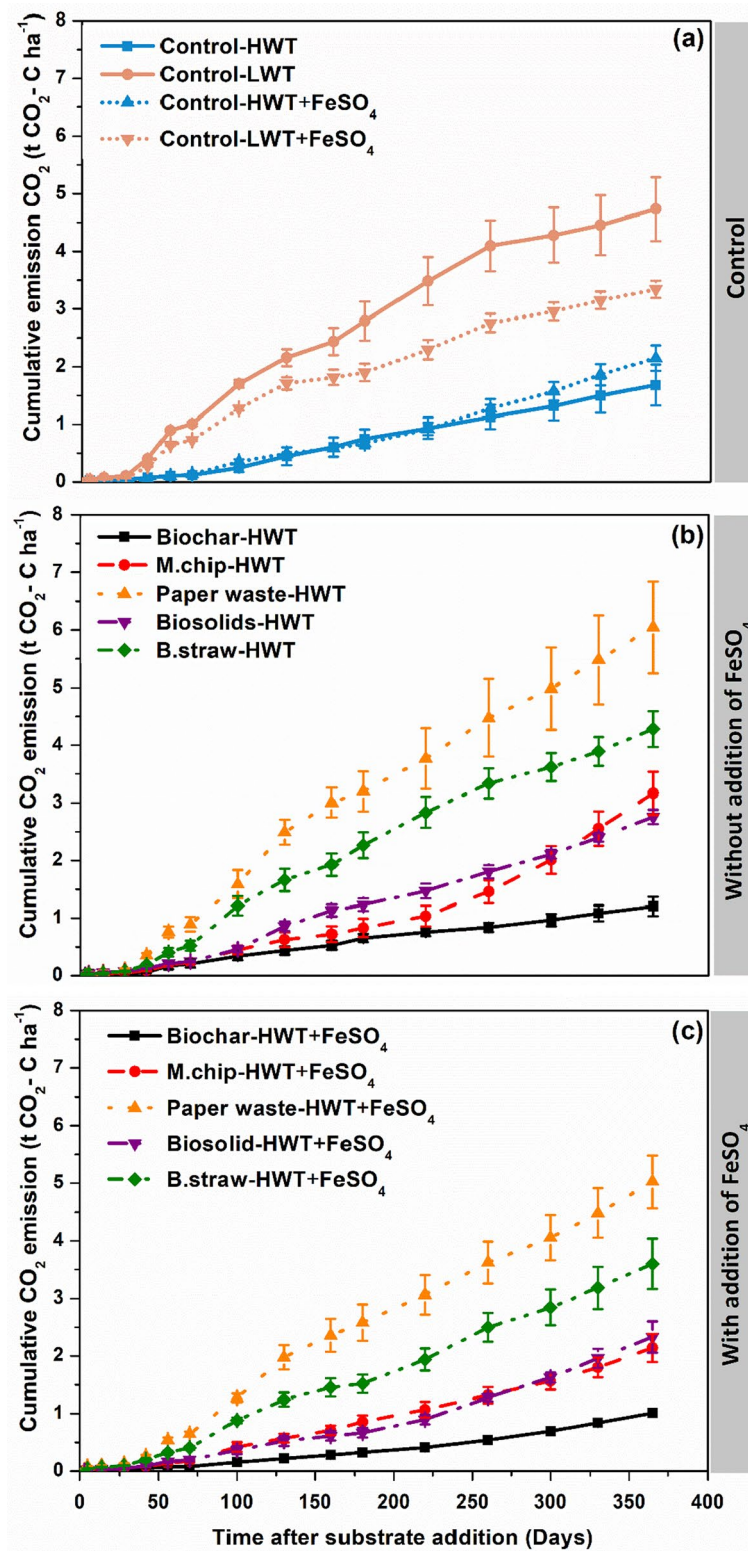 (a)
Control-HWT
Control-LWT
Control-HWT+FeSO4
Control-LWT+FeSO4
Cumulative emission CO2 (t CO2- C ha-1)
8
7
6
5
4
3
2
1
0
Control
(b)
Biochar-HWT
M.chip-HWT
Paper waste-HWT
Biosolids-HWT
B.straw-HWT
Cumulative CO2 emission (t CO2- C ha-1)
8
7
6
5
4
3
2
1
0
Without addition of FeSO4
(c)
Biochar-HWT+FeSO4
M.chip-HWT+FeSO4
Paper waste-HWT+FeSO4
Biosolid-HWT+FeSO4
B.straw-HWT+FeSO4
Cumulative CO2 emission (t CO2- C ha-1)
8
7
6
5
4
3
2
1
0
With addition of FeSO4
0 50 100 150 200 250 300 350 400
Time after substrate addition (Days)